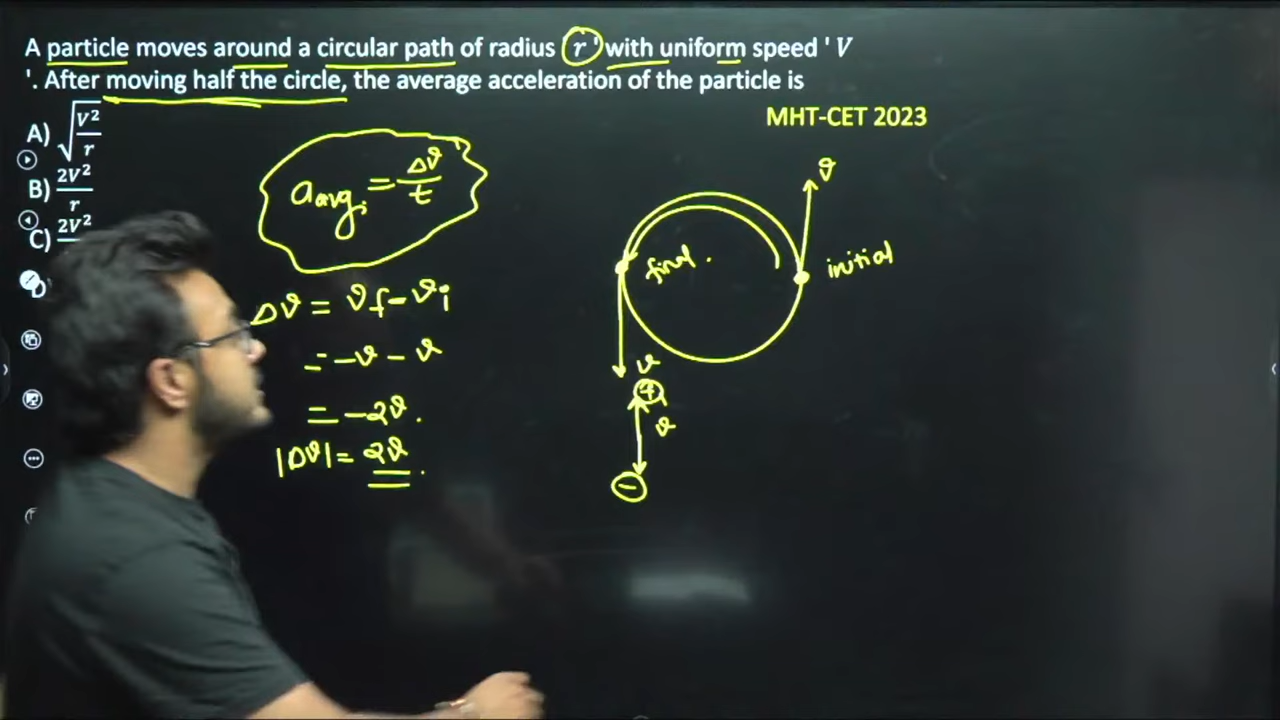 A particle moves around a circular path of radius ' r ' with uniform speed ' V
'. After moving half the circle, the average acceleration of the particle is
MHT-CET 2023
A) √(V²/r)
B) 2V²/r
C) 2V²
D
a avg, = Δv/t
Δv = vf - vi
= -v - v
= -2v.
|Δv| = 2v.
v
initial
final.
v
+
v
−